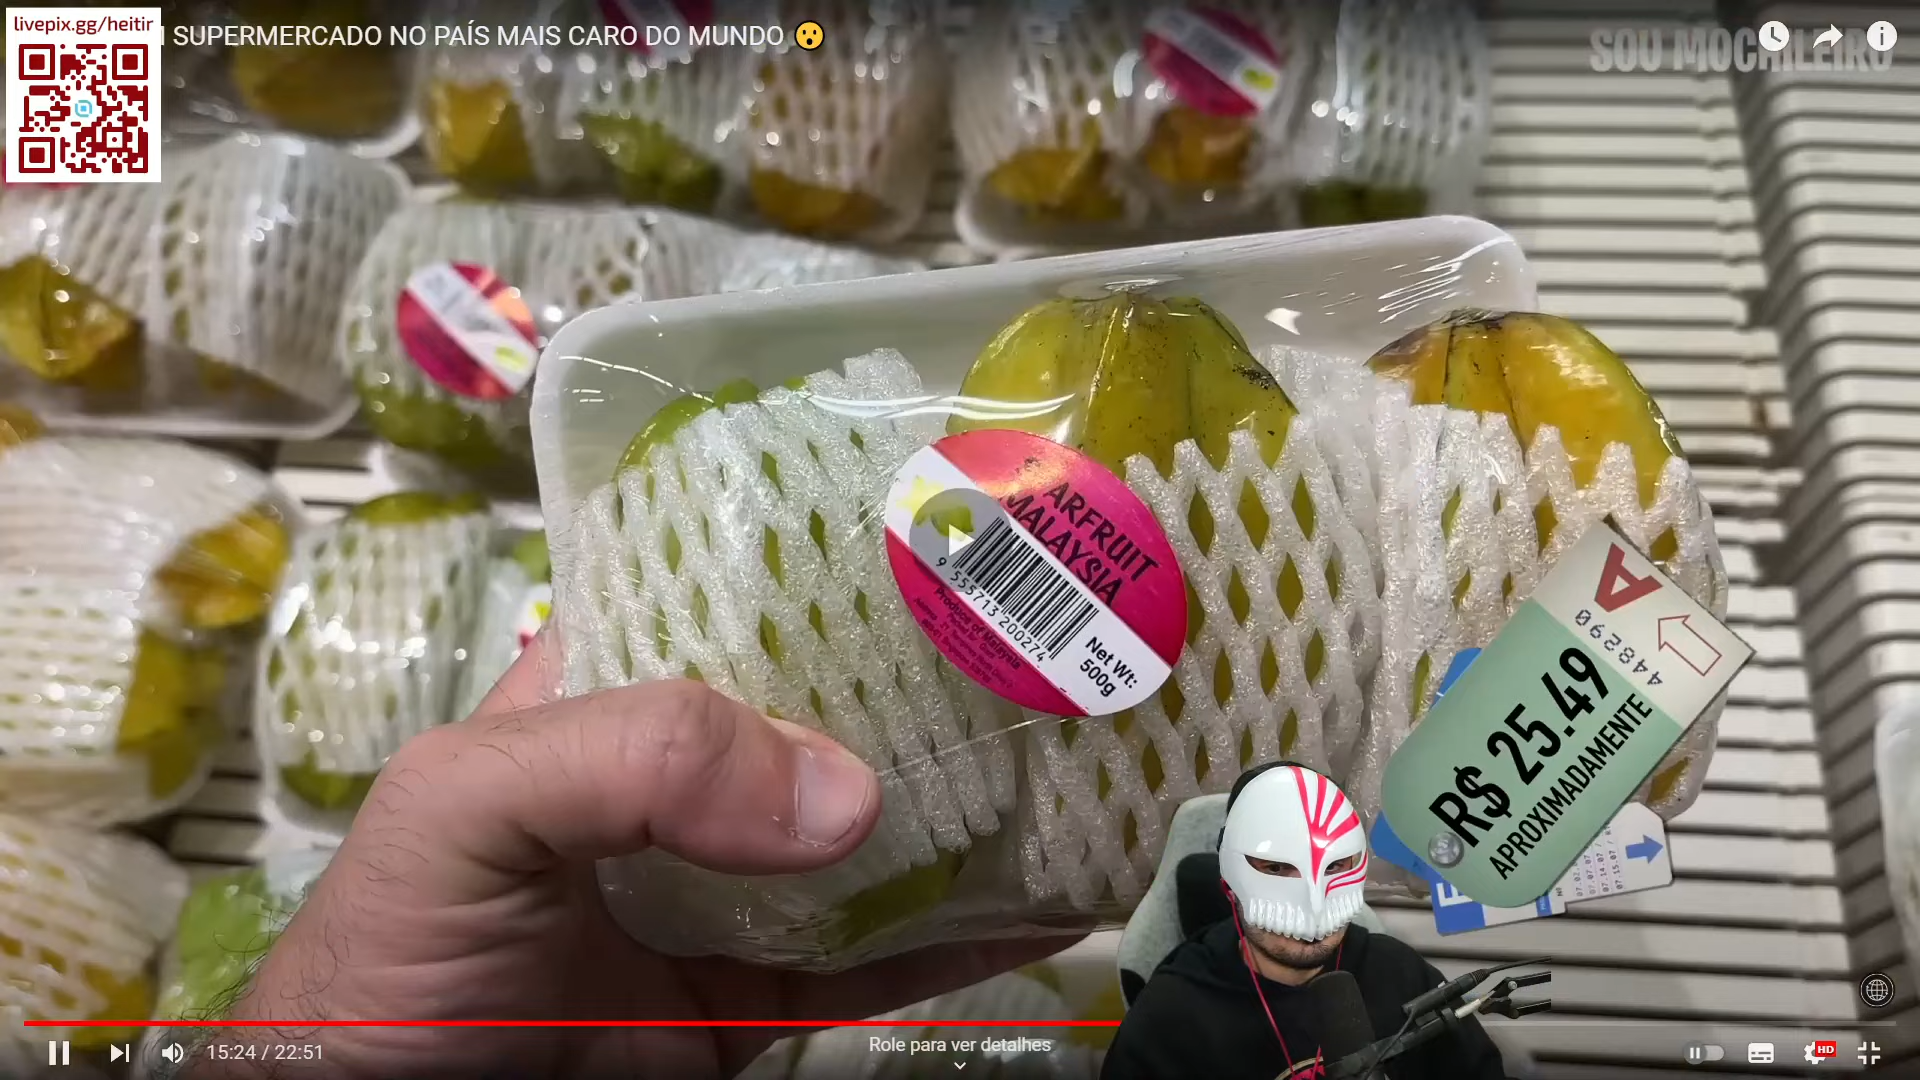 livepix.gg/heitir
SUPERMERCADO NO PAÍS MAIS CARO DO MUNDO
SOU MOCHILEIRO
ARFRUIT
MALAYSIA
9 555713 200274
Produce of Malaysia
Net Wt:
500g
A
448290
R$ 25.49
APROXIMADAMENTE
15:24 / 22:51
Role para ver detalhes
HD